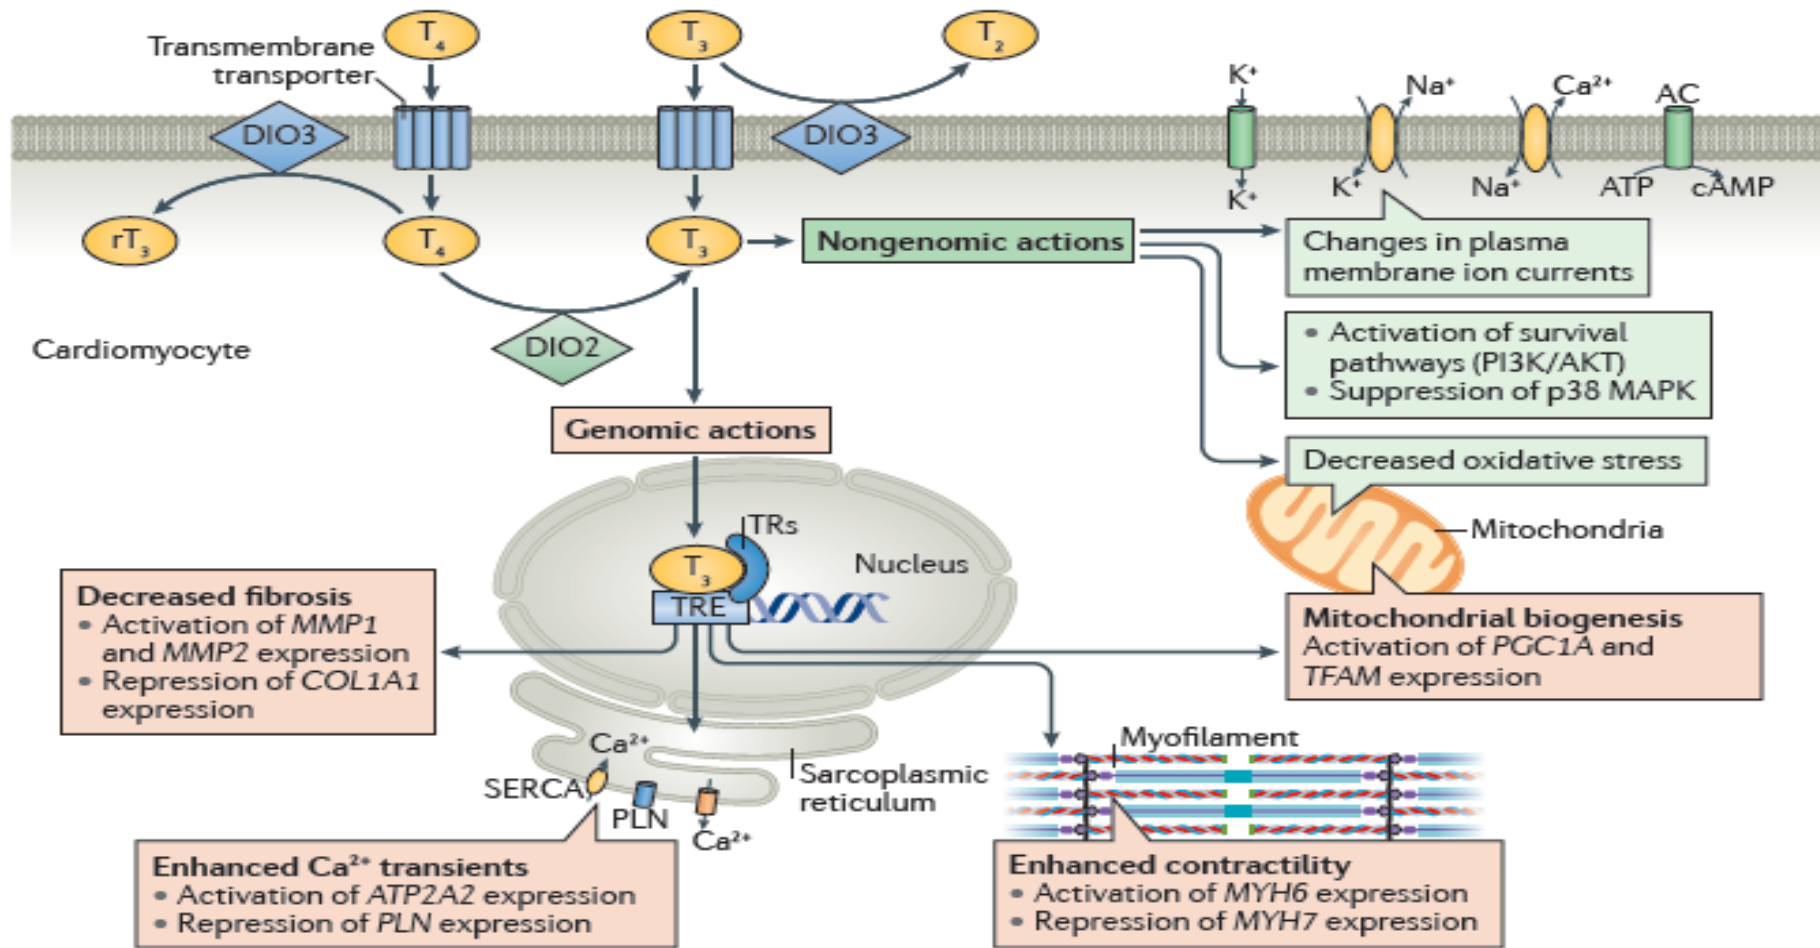 T₄
T₃
T₂
Transmembrane
transporter
K⁺
Na⁺
Ca²⁺
AC
DIO3
DIO3
K⁺
K⁺
Na⁺
ATP
cAMP
rT₃
T₄
T₃
Nongenomic actions
Changes in plasma
membrane ion currents
Cardiomyocyte
DIO2
• Activation of survival
pathways (PI3K/AKT)
• Suppression of p38 MAPK
Genomic actions
Decreased oxidative stress
TRs
Mitochondria
T₃
Nucleus
TRE
Decreased fibrosis
• Activation of MMP1
and MMP2 expression
• Repression of COL1A1
expression
Mitochondrial biogenesis
Activation of PGC1A and
TFAM expression
Ca²⁺
SERCA
PLN
Ca²⁺
Sarcoplasmic
reticulum
Myofilament
Enhanced Ca²⁺ transients
• Activation of ATP2A2 expression
• Repression of PLN expression
Enhanced contractility
• Activation of MYH6 expression
• Repression of MYH7 expression